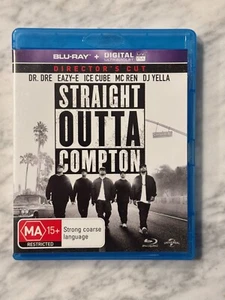 BLU-RAY + DIGITAL
DIRECTOR'S CUT
DR. DRE EAZY-E ICE CUBE MC REN DJ YELLA
STRAIGHT
OUTTA
COMPTON
MA 15+
RESTRICTED
Strong coarse
language